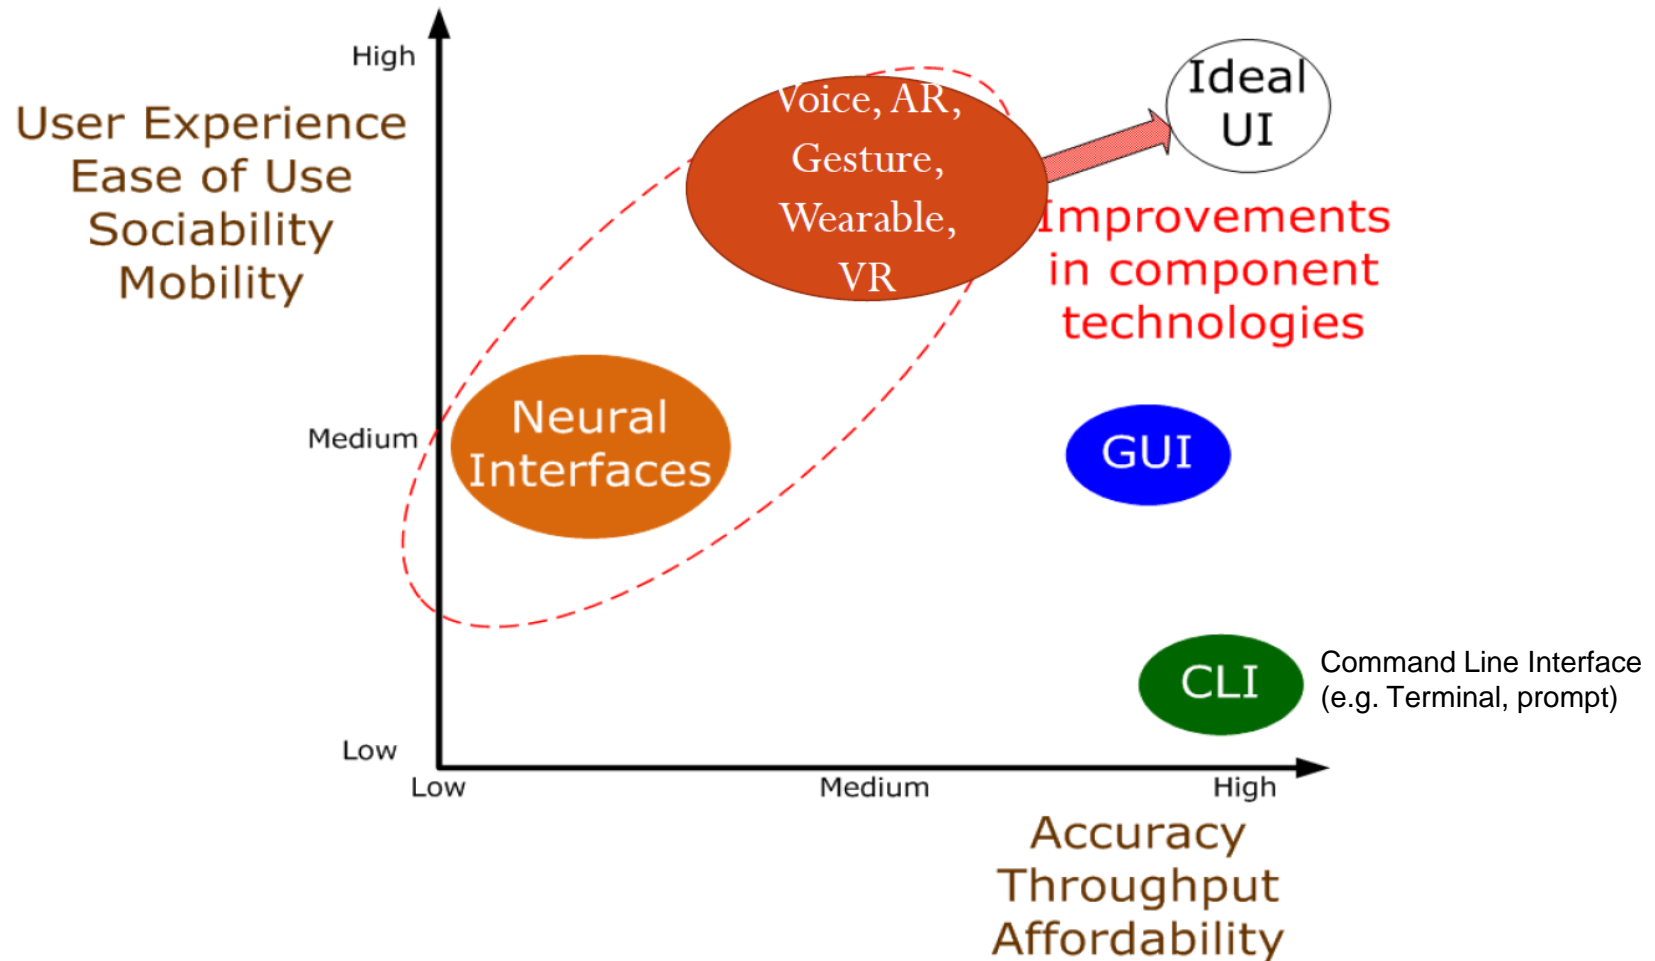 High
User Experience
Ease of Use
Sociability
Mobility
Voice, AR,
Gesture,
Wearable,
VR
Ideal
UI
Improvements
in component
technologies
Neural
Interfaces
Medium
GUI
CLI
Command Line Interface
(e.g. Terminal, prompt)
Low
Low
Medium
High
Accuracy
Throughput
Affordability